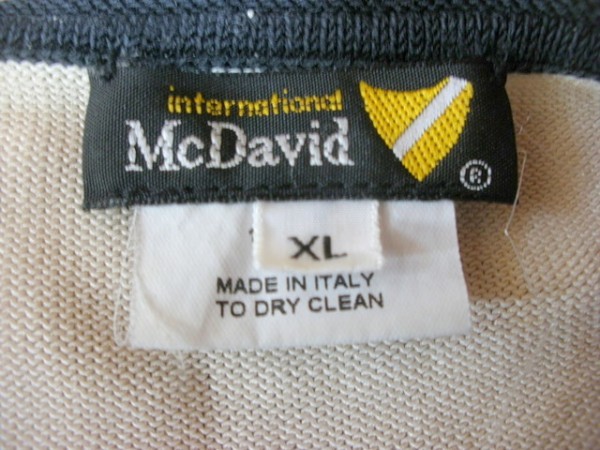 international
McDavid
®
XL
MADE IN ITALY
TO DRY CLEAN